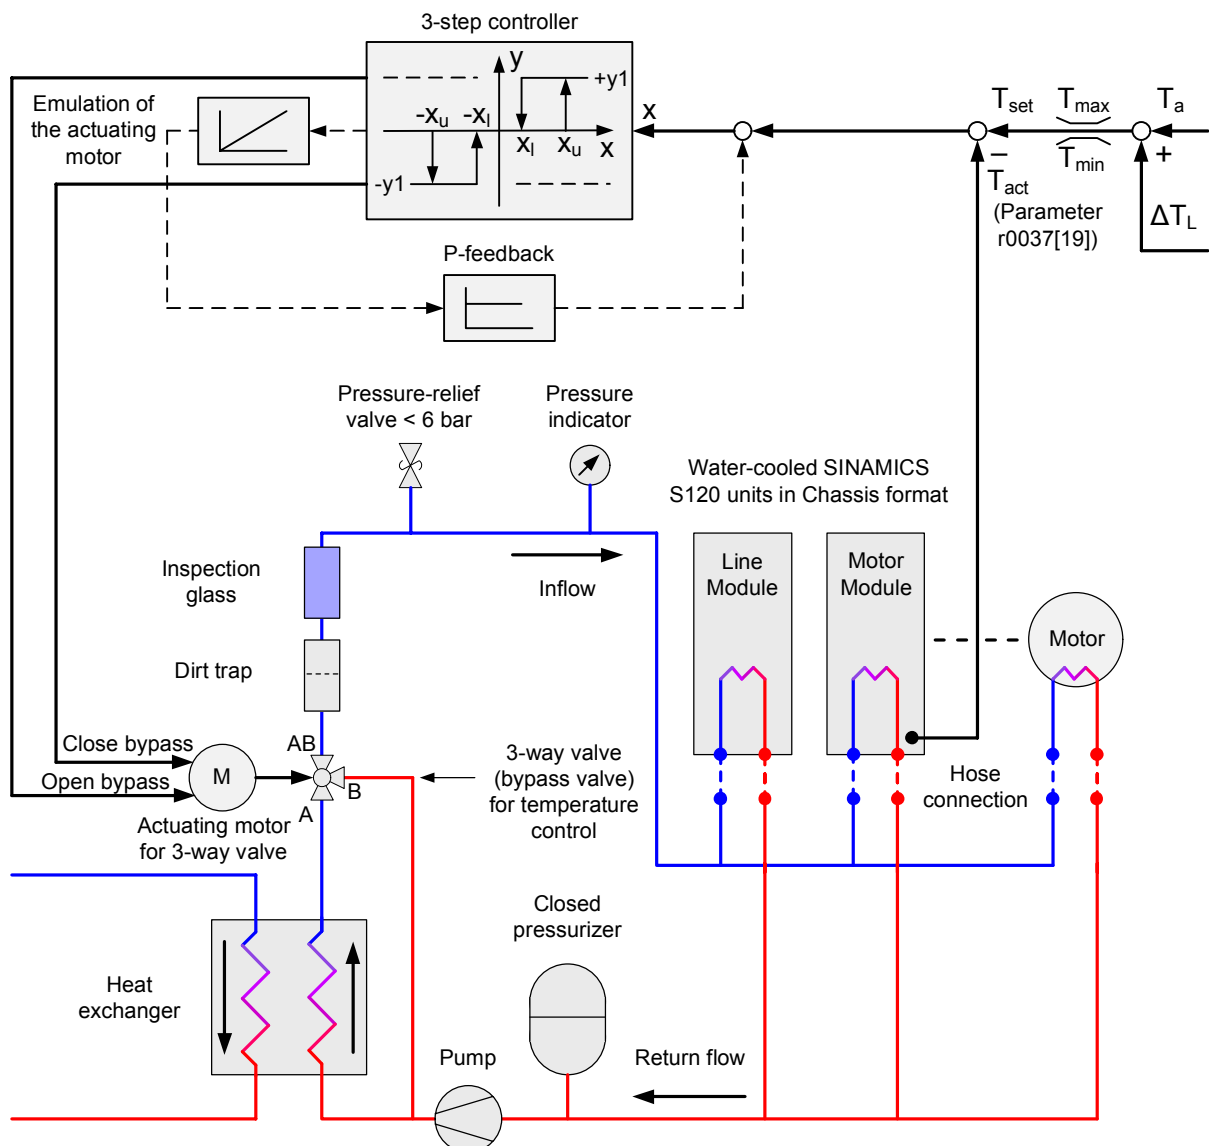 3-step controller
Emulation of
the actuating
motor
y
+y1
-xu
-xl
xl
xu
x
-y1
x
Tset
Tmax
Ta
Tmin
+
−
Tact
(Parameter
r0037[19])
ΔTL
P-feedback
Pressure-relief
valve < 6 bar
Pressure
indicator
Water-cooled SINAMICS
S120 units in Chassis format
Inspection
glass
Inflow
Line
Module
Motor
Module
Motor
Dirt trap
Close bypass
Open bypass
M
AB
B
A
3-way valve
(bypass valve)
for temperature
control
Hose
connection
Actuating motor
for 3-way valve
Closed
pressurizer
Heat
exchanger
Pump
Return flow